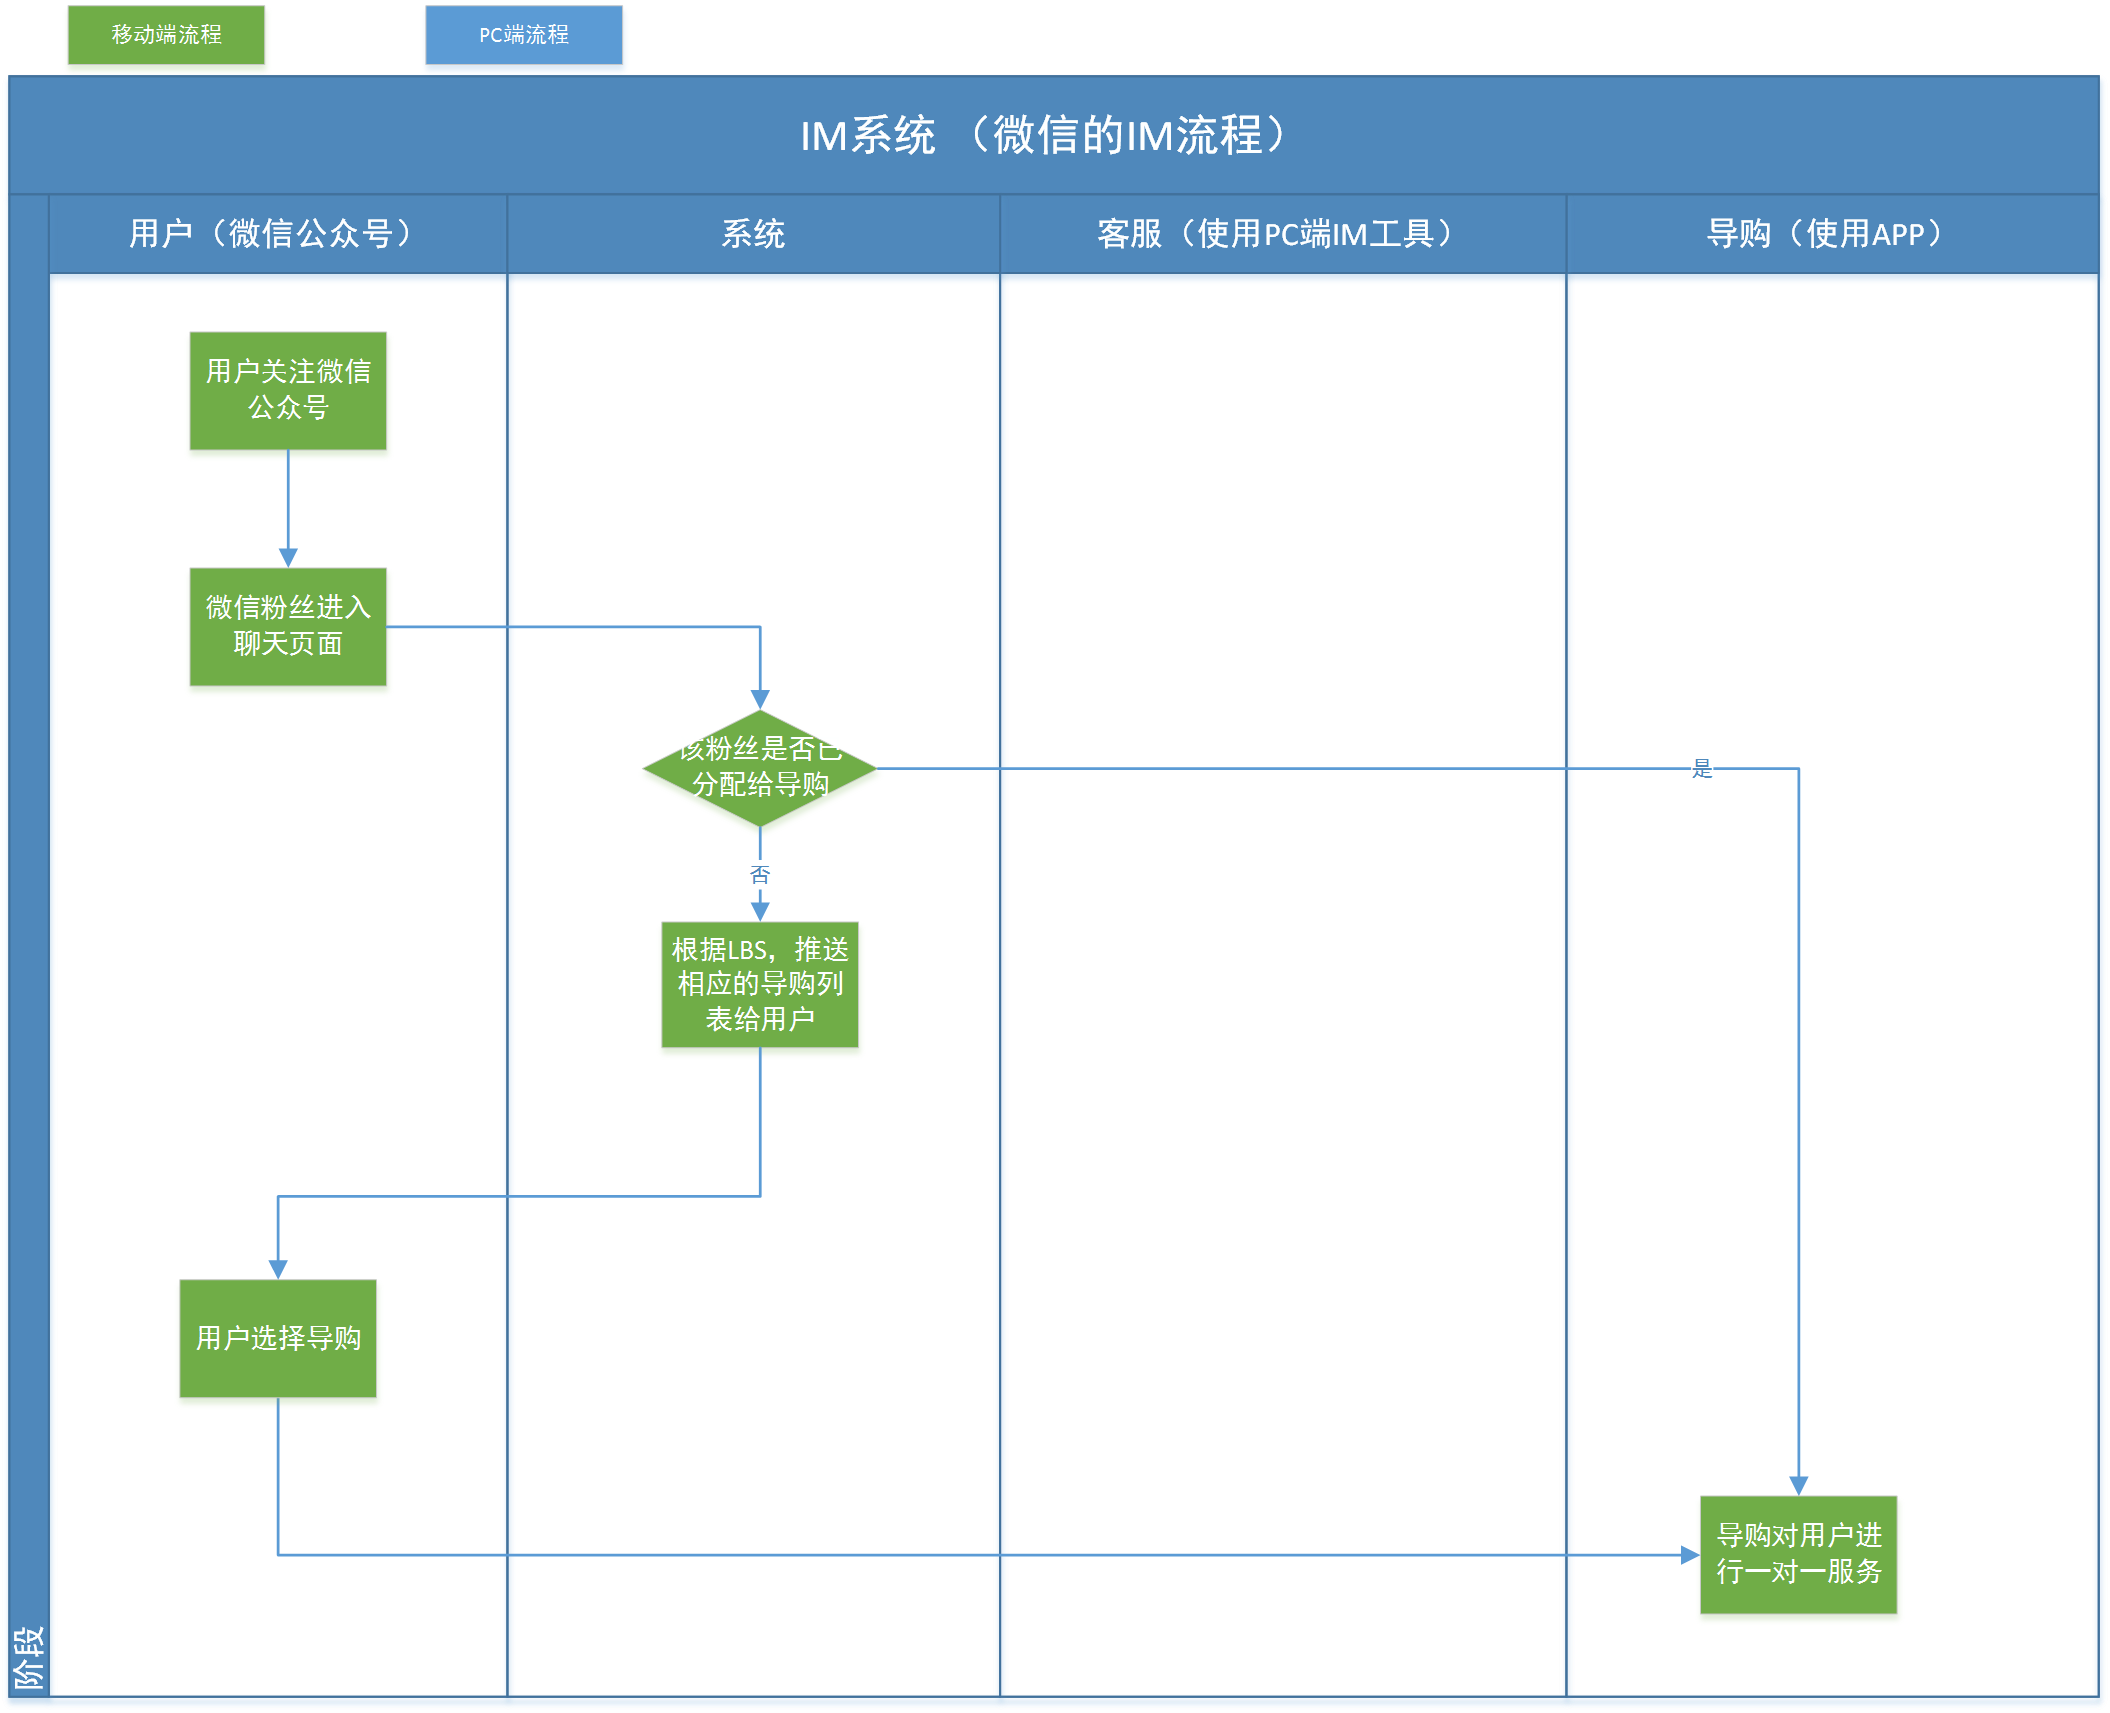 移动端流程
PC端流程
IM系统 （微信的IM流程）
用户（微信公众号）
系统
客服（使用PC端IM工具）
导购（使用APP）
用户关注微信
公众号
微信粉丝进入
聊天页面
该粉丝是否已
分配给导购
是
否
根据LBS，推送
相应的导购列
表给用户
用户选择导购
导购对用户进
行一对一服务
阶段